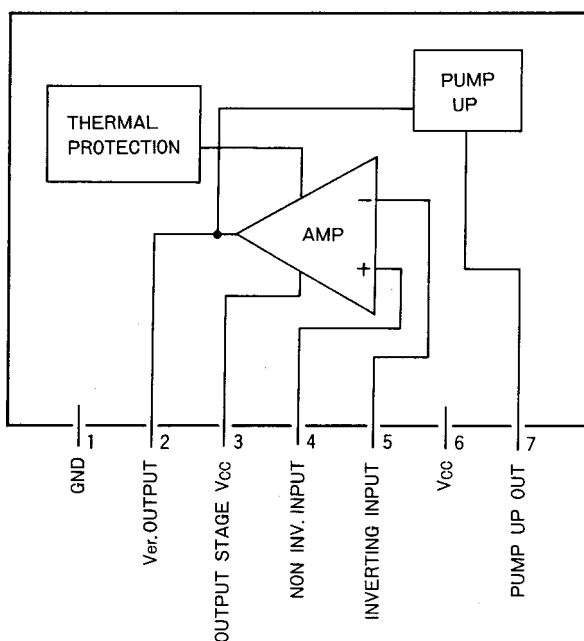 PUMP
UP
THERMAL
PROTECTION
−
AMP
+
1
2
3
4
5
6
7
GND
Ver. OUTPUT
OUTPUT STAGE Vcc
NON INV. INPUT
INVERTING INPUT
Vcc
PUMP UP OUT